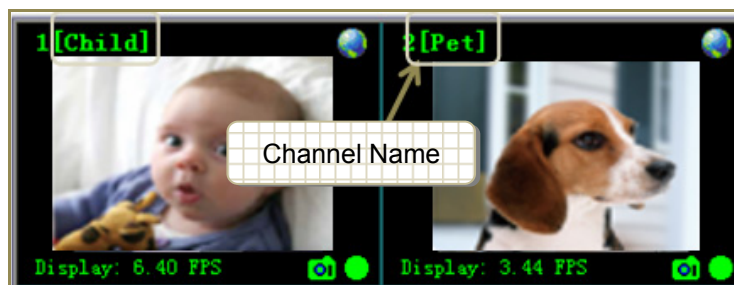 1[Child]
2[Pet]
Channel Name
Display: 6.40 FPS
Display: 3.44 FPS